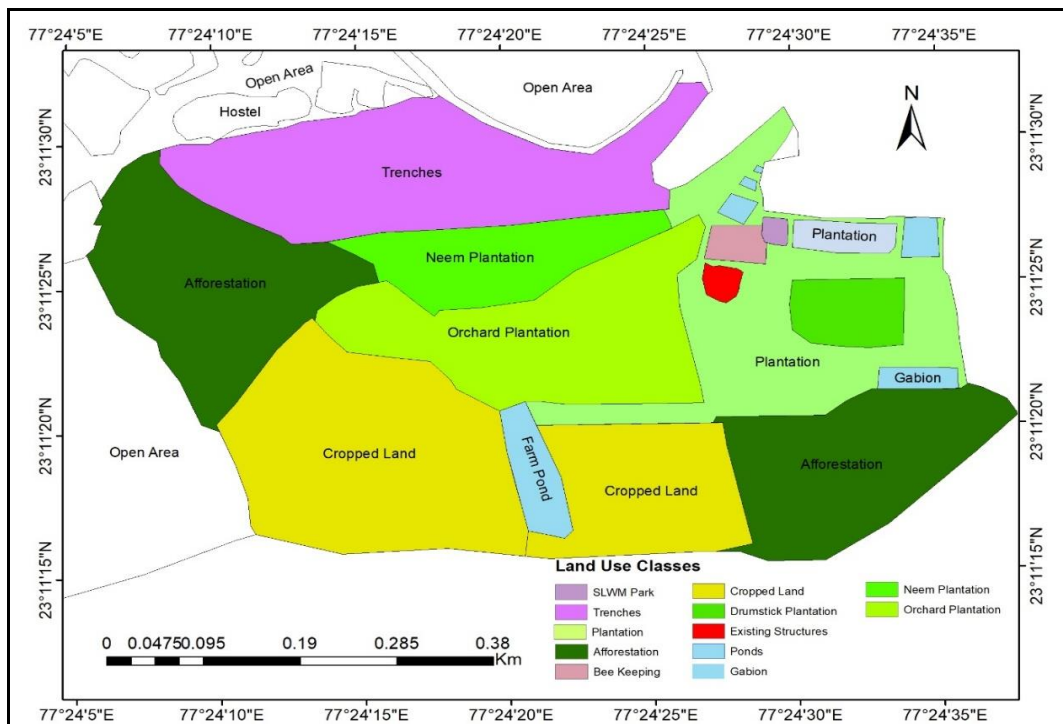 77°24'5"E 77°24'10"E 77°24'15"E 77°24'20"E 77°24'25"E 77°24'30"E 77°24'35"E
Open Area
Open Area
Hostel
N
23°11'30"N
23°11'30"N
Trenches
Neem Plantation
Plantation
Afforestation
23°11'25"N
23°11'25"N
Orchard Plantation
Plantation
Gabion
23°11'20"N
23°11'20"N
Open Area
Cropped Land
Farm Pond
Cropped Land
Afforestation
23°11'15"N
23°11'15"N
Land Use Classes
SLWM Park
Trenches
Plantation
Afforestation
Bee Keeping
Cropped Land
Drumstick Plantation
Existing Structures
Ponds
Gabion
Neem Plantation
Orchard Plantation
0 0.0475 0.095 0.19 0.285 0.38
Km
77°24'5"E 77°24'10"E 77°24'15"E 77°24'20"E 77°24'25"E 77°24'30"E 77°24'35"E